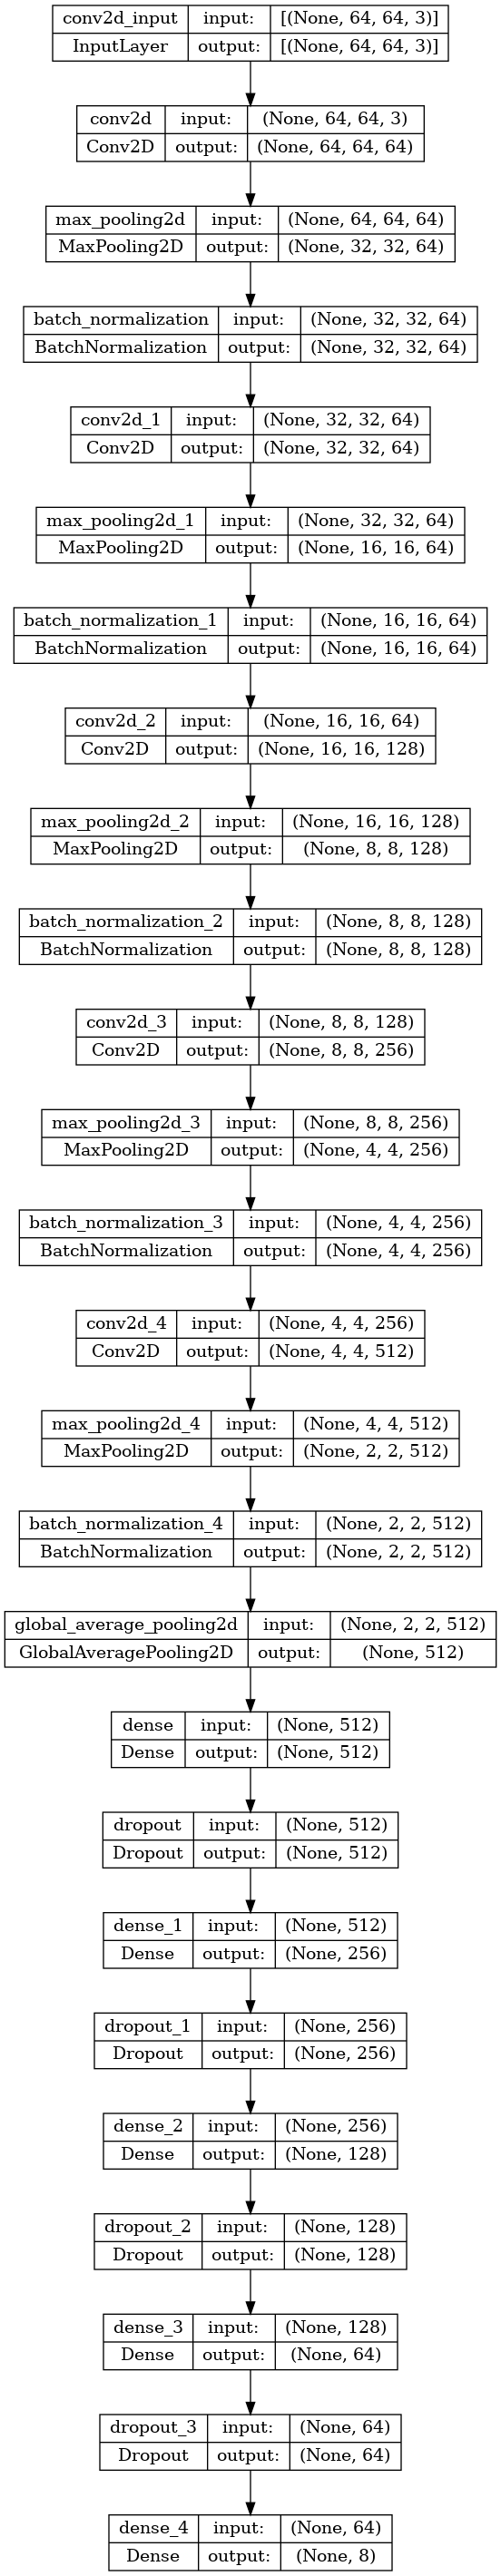 conv2d_input input: [(None, 64, 64, 3)]
InputLayer output: [(None, 64, 64, 3)]
conv2d input: (None, 64, 64, 3)
Conv2D output: (None, 64, 64, 64)
max_pooling2d input: (None, 64, 64, 64)
MaxPooling2D output: (None, 32, 32, 64)
batch_normalization input: (None, 32, 32, 64)
BatchNormalization output: (None, 32, 32, 64)
conv2d_1 input: (None, 32, 32, 64)
Conv2D output: (None, 32, 32, 64)
max_pooling2d_1 input: (None, 32, 32, 64)
MaxPooling2D output: (None, 16, 16, 64)
batch_normalization_1 input: (None, 16, 16, 64)
BatchNormalization output: (None, 16, 16, 64)
conv2d_2 input: (None, 16, 16, 64)
Conv2D output: (None, 16, 16, 128)
max_pooling2d_2 input: (None, 16, 16, 128)
MaxPooling2D output: (None, 8, 8, 128)
batch_normalization_2 input: (None, 8, 8, 128)
BatchNormalization output: (None, 8, 8, 128)
conv2d_3 input: (None, 8, 8, 128)
Conv2D output: (None, 8, 8, 256)
max_pooling2d_3 input: (None, 8, 8, 256)
MaxPooling2D output: (None, 4, 4, 256)
batch_normalization_3 input: (None, 4, 4, 256)
BatchNormalization output: (None, 4, 4, 256)
conv2d_4 input: (None, 4, 4, 256)
Conv2D output: (None, 4, 4, 512)
max_pooling2d_4 input: (None, 4, 4, 512)
MaxPooling2D output: (None, 2, 2, 512)
batch_normalization_4 input: (None, 2, 2, 512)
BatchNormalization output: (None, 2, 2, 512)
global_average_pooling2d input: (None, 2, 2, 512)
GlobalAveragePooling2D output: (None, 512)
dense input: (None, 512)
Dense output: (None, 512)
dropout input: (None, 512)
Dropout output: (None, 512)
dense_1 input: (None, 512)
Dense output: (None, 256)
dropout_1 input: (None, 256)
Dropout output: (None, 256)
dense_2 input: (None, 256)
Dense output: (None, 128)
dropout_2 input: (None, 128)
Dropout output: (None, 128)
dense_3 input: (None, 128)
Dense output: (None, 64)
dropout_3 input: (None, 64)
Dropout output: (None, 64)
dense_4 input: (None, 64)
Dense output: (None, 8)